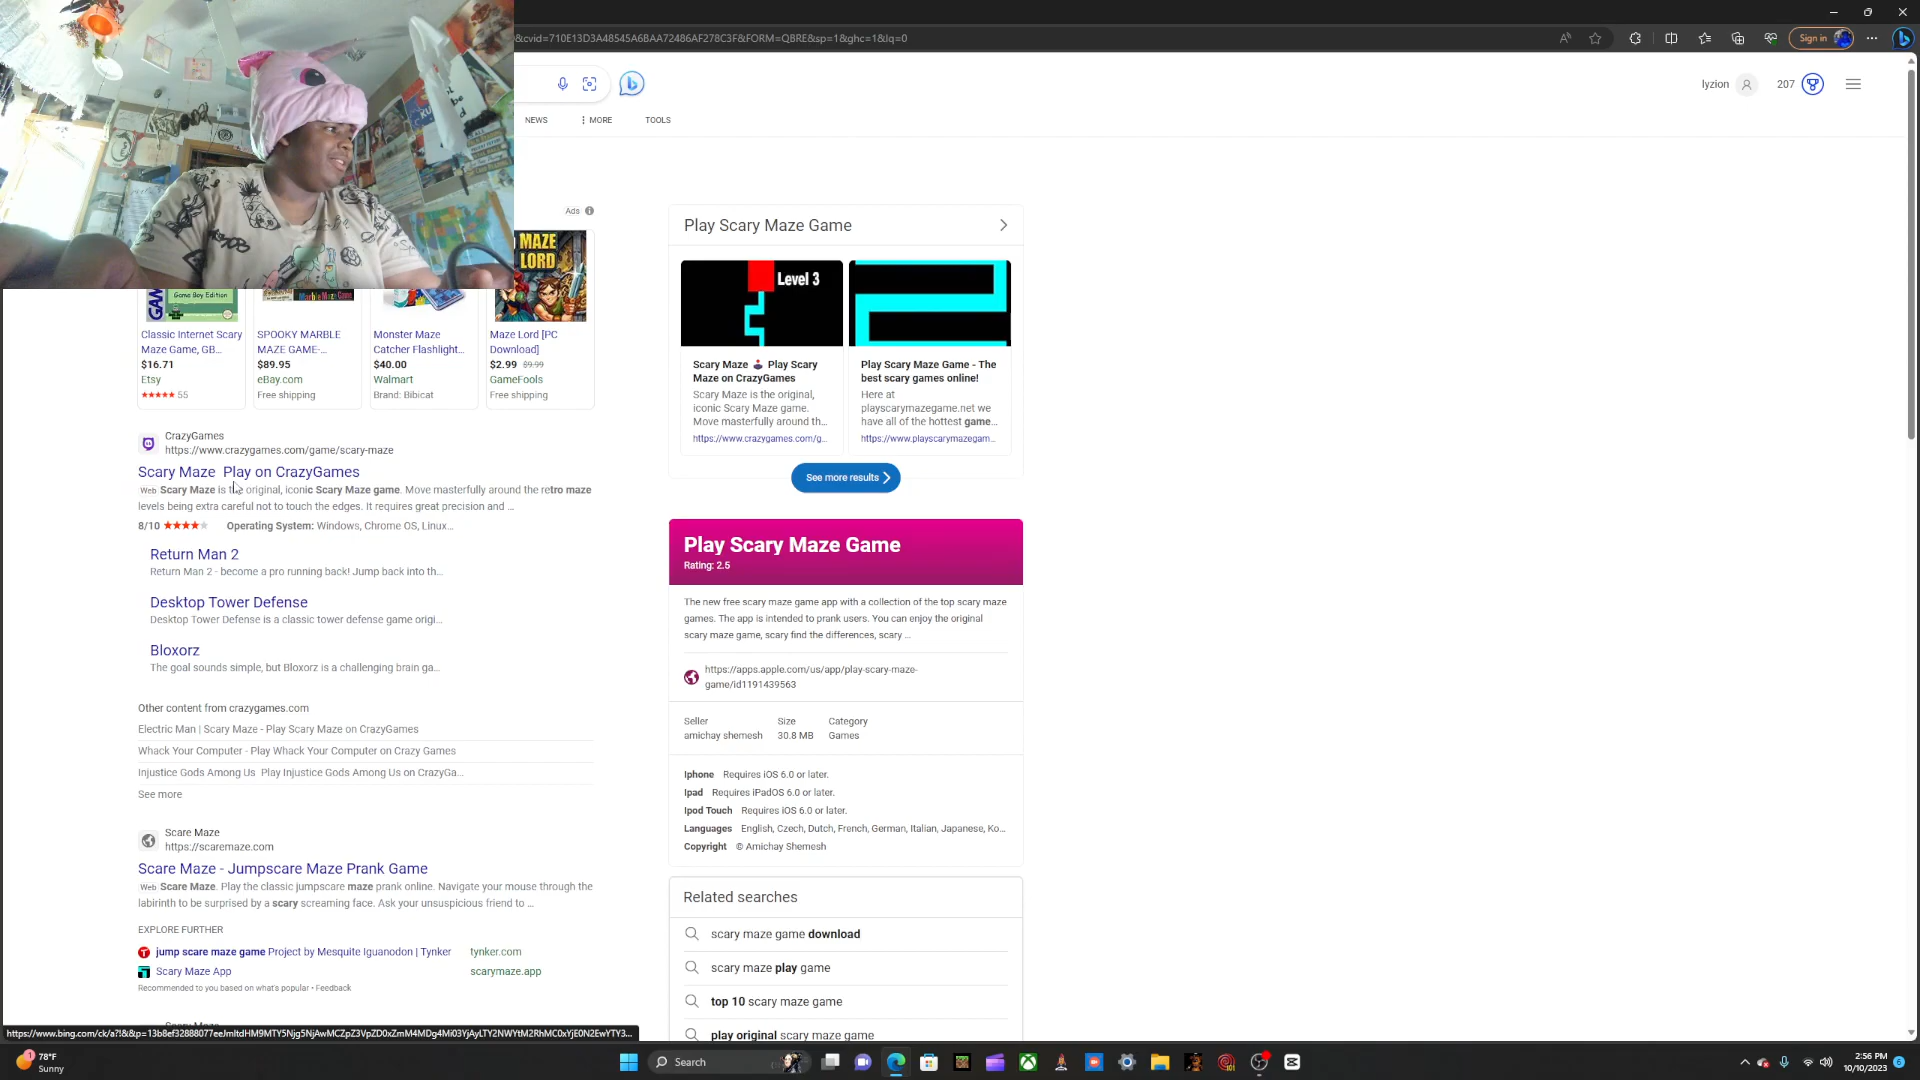 &cvid=710E13D3A48545A6BAA72486AF278C3F&FORM=QBRE&sp=1&ghc=1&lq=0
Sign in
lyzion
207
NEWS
MORE
TOOLS
Ads
MAZE
LORD
Game Boy Edition
Classic Internet Scary
Maze Game, GB...
$16.71
Etsy
55
SPOOKY MARBLE
MAZE GAME-...
$89.95
eBay.com
Free shipping
Monster Maze
Catcher Flashlight...
$40.00
Walmart
Brand: Bibicat
Maze Lord [PC
Download]
$2.99 $9.99
GameFools
Free shipping
CrazyGames
https://www.crazygames.com/game/scary-maze
Scary Maze Play on CrazyGames
Web Scary Maze is the original, iconic Scary Maze game. Move masterfully around the retro maze
levels being extra careful not to touch the edges. It requires great precision and ...
8/10
Operating System: Windows, Chrome OS, Linux...
Return Man 2
Return Man 2 - become a pro running back! Jump back into th...
Desktop Tower Defense
Desktop Tower Defense is a classic tower defense game origi...
Bloxorz
The goal sounds simple, but Bloxorz is a challenging brain ga...
Other content from crazygames.com
Electric Man | Scary Maze - Play Scary Maze on CrazyGames
Whack Your Computer - Play Whack Your Computer on Crazy Games
Injustice Gods Among Us Play Injustice Gods Among Us on CrazyGa...
See more
Scare Maze
https://scaremaze.com
Scare Maze - Jumpscare Maze Prank Game
Web Scare Maze. Play the classic jumpscare maze prank online. Navigate your mouse through the
labirinth to be surprised by a scary screaming face. Ask your unsuspicious friend to ...
EXPLORE FURTHER
jump scare maze game Project by Mesquite Iguanodon | Tynker tynker.com
Scary Maze App scarymaze.app
Recommended to you based on what's popular • Feedback
Play Scary Maze Game
Level 3
Scary Maze Play Scary
Maze on CrazyGames
Scary Maze is the original,
iconic Scary Maze game.
Move masterfully around th...
https://www.crazygames.com/g...
Play Scary Maze Game - The
best scary games online!
Here at
playscarymazegame.net we
have all of the hottest game...
https://www.playscarymazegam...
See more results
Play Scary Maze Game
Rating: 2.5
The new free scary maze game app with a collection of the top scary maze
games. The app is intended to prank users. You can enjoy the original
scary maze game, scary find the differences, scary ...
https://apps.apple.com/us/app/play-scary-maze-
game/id1191439563
Seller Size Category
amichay shemesh 30.8 MB Games
Iphone Requires iOS 6.0 or later.
Ipad Requires iPadOS 6.0 or later.
Ipod Touch Requires iOS 6.0 or later.
Languages English, Czech, Dutch, French, German, Italian, Japanese, Ko...
Copyright © Amichay Shemesh
Related searches
scary maze game download
scary maze play game
top 10 scary maze game
play original scary maze game
78°F
Sunny
Search
2:56 PM
10/10/2023